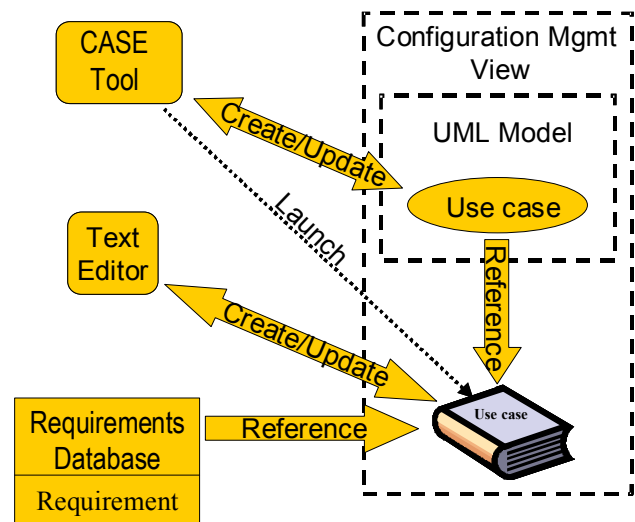 CASE
Tool
Configuration Mgmt
View
UML Model
Create/Update
Use case
Launch
Text
Editor
Reference
Create/Update
Use case
Requirements
Database
Reference
Requirement